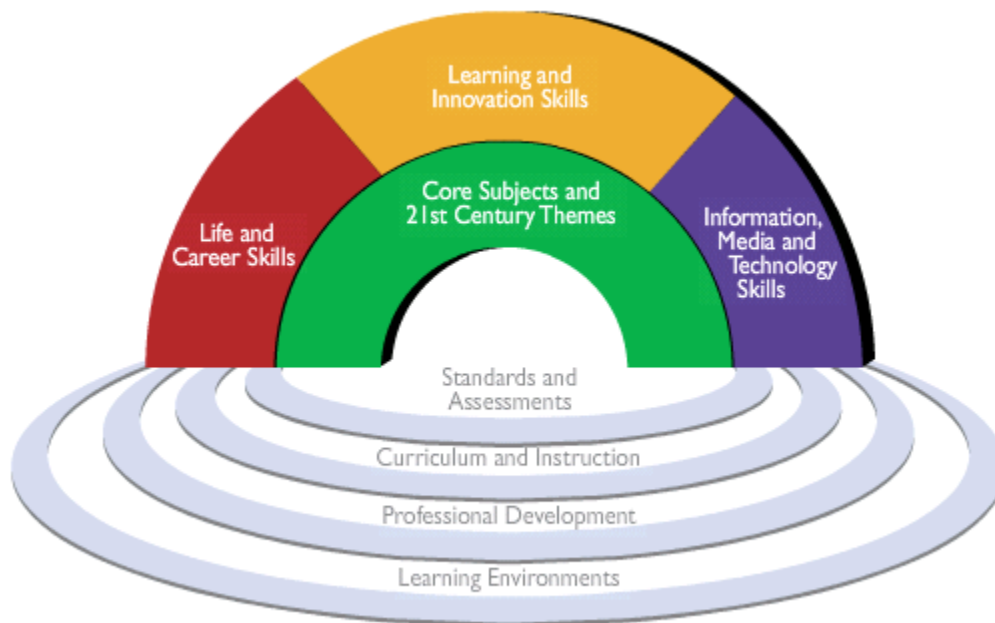 Learning and
Innovation Skills
Core Subjects and
21st Century Themes
Life and
Career Skills
Information,
Media and
Technology
Skills
Standards and
Assessments
Curriculum and Instruction
Professional Development
Learning Environments